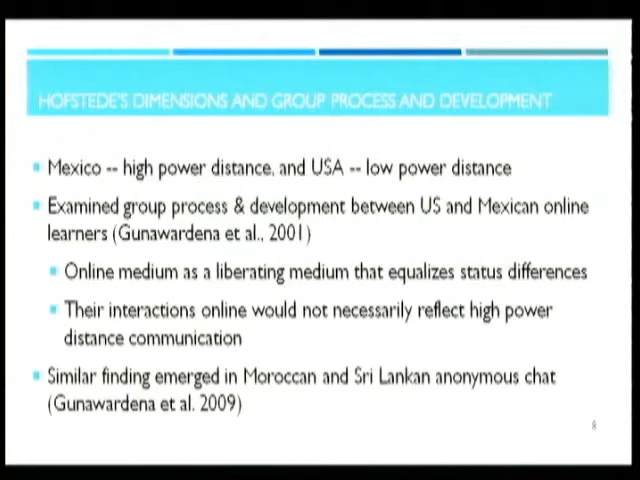 HOFSTEDE'S DIMENSIONS AND GROUP PROCESS AND DEVELOPMENT
Mexico -- high power distance, and USA -- low power distance
Examined group process & development between US and Mexican online
learners (Gunawardena et al., 2001)
Online medium as a liberating medium that equalizes status differences
Their interactions online would not necessarily reflect high power
distance communication
Similar finding emerged in Moroccan and Sri Lankan anonymous chat
(Gunawardena et al. 2009)
8